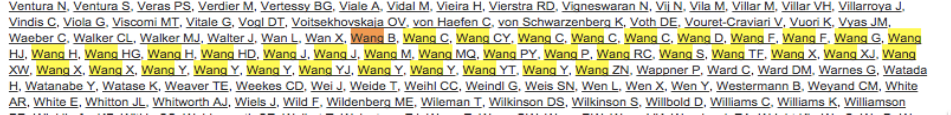 Ventura N, Ventura S, Veras PS, Verdier M, Vertessy BG, Viale A, Vidal M, Vieira H, Vierstra RD, Vigneswaran N, Vij N, Vila M, Villar M, Villar VH, Villarroya J,
Vindis C, Viola G, Viscomi MT, Vitale G, Vogl DT, Voitsekhovskaja OV, von Haefen C, von Schwarzenberg K, Voth DE, Vouret-Craviari V, Vuori K, Vyas JM,
Waeber C, Walker CL, Walker MJ, Walter J, Wan L, Wan X, Wang B, Wang C, Wang CY, Wang C, Wang C, Wang C, Wang D, Wang F, Wang F, Wang G, Wang
HJ, Wang H, Wang HG, Wang H, Wang HD, Wang J, Wang J, Wang M, Wang MQ, Wang PY, Wang P, Wang RC, Wang S, Wang TF, Wang X, Wang XJ, Wang
XW, Wang X, Wang X, Wang Y, Wang Y, Wang Y, Wang YJ, Wang Y, Wang Y, Wang YT, Wang Y, Wang ZN, Wappner P, Ward C, Ward DM, Warnes G, Watada
H, Watanabe Y, Watase K, Weaver TE, Weekes CD, Wei J, Weide T, Weihl CC, Weindl G, Weis SN, Wen L, Wen X, Wen Y, Westermann B, Weyand CM, White
AR, White E, Whitton JL, Whitworth AJ, Wiels J, Wild F, Wildenberg ME, Wileman T, Wilkinson DS, Wilkinson S, Willbold D, Williams C, Williams K, Williamson